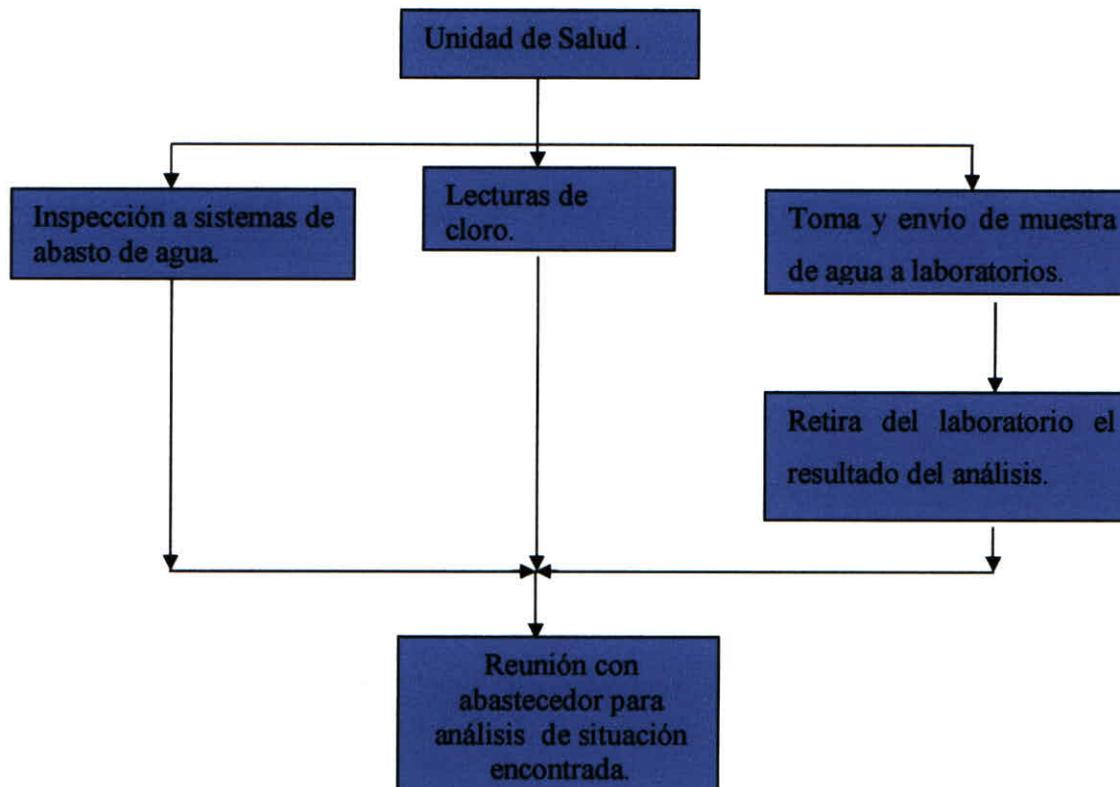 Unidad de Salud .
Inspección a sistemas de
abasto de agua.
Lecturas de
cloro.
Toma y envío de muestra
de agua a laboratorios.
Retira del laboratorio el
resultado del análisis.
Reunión con
abastecedor para
análisis de situación
encontrada.